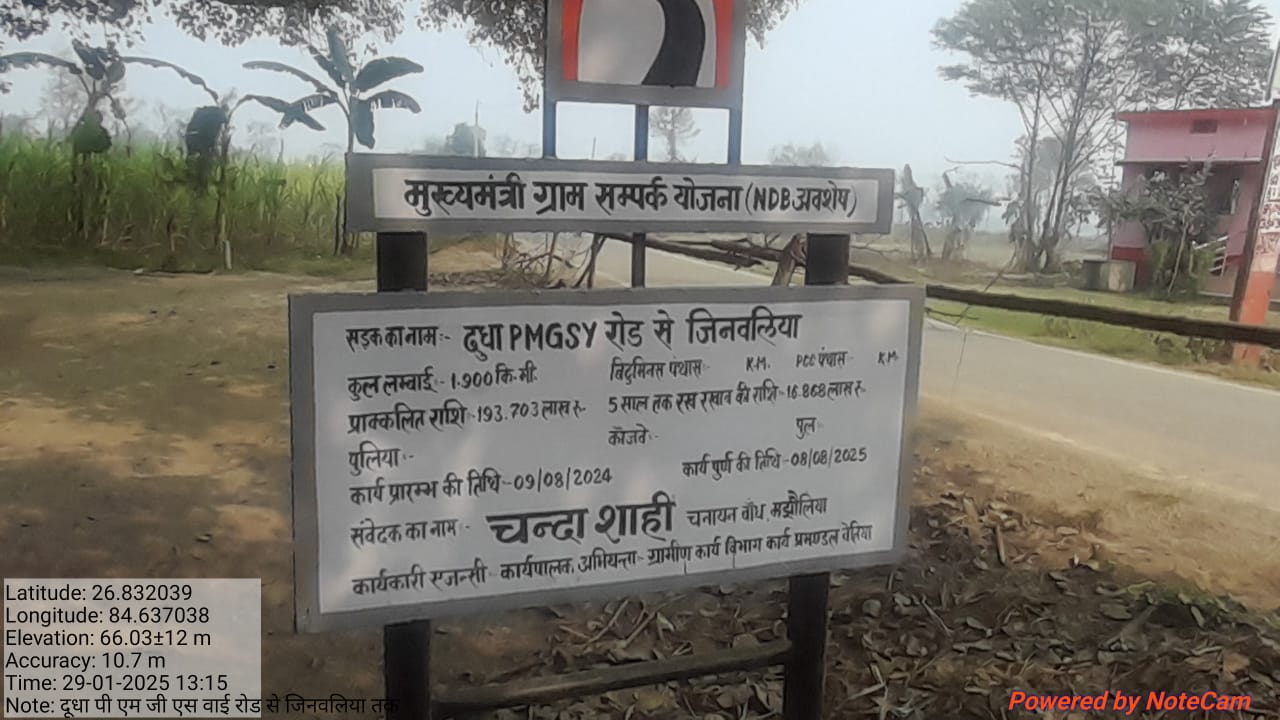 मुख्यमंत्री ग्राम सम्पर्क योजना (NDB अवशेष)
सड़क का नाम:- दुधा PMGSY रोड से जिनवलिया
कुल लम्बाई:- 1.900 कि.मी. बिटुमिनस पंथास:- K.M. PCC पंथास- K.M.
प्राक्कलित राशि-193.703 लाख रु- 5 साल तक रख रखाव की राशि-16.868 लाख रु-
पुलिया:- कॉजवे:- पुल:
कार्य प्रारम्भ की तिथि-09/08/2024 कार्य पुर्ण की तिथि-08/08/2025
संवेदक का नाम:- चन्दा शाही चनायन बाँध, मझौलिया
कार्यकारी एजन्सी- कार्यपालक, अभियन्ता- ग्रामीण कार्य विभाग कार्य प्रमण्डल बेतिया
Latitude: 26.832039
Longitude: 84.637038
Elevation: 66.03±12 m
Accuracy: 10.7 m
Time: 29-01-2025 13:15
Note: दूधा पी एम जी एस वाई रोड से जिनवलिया तक
Powered by NoteCam